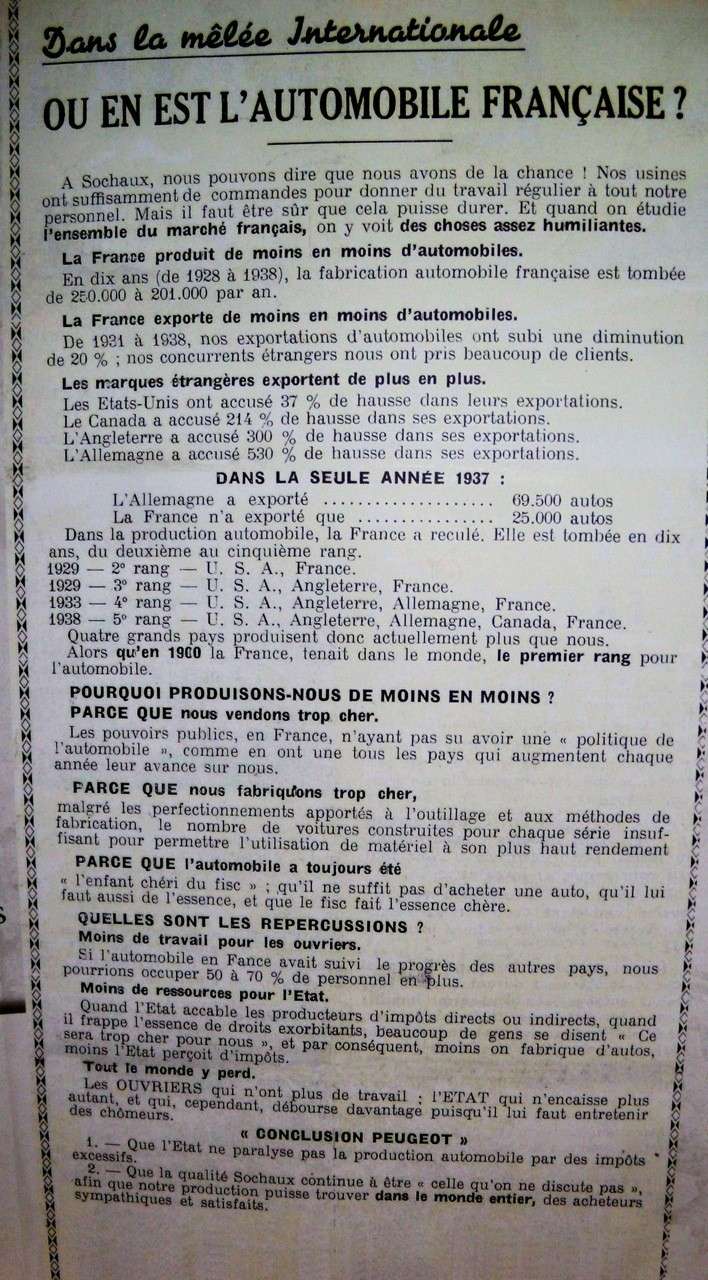 Dans la mêlée Internationale
OU EN EST L'AUTOMOBILE FRANÇAISE ?
A Sochaux, nous pouvons dire que nous avons de la chance ! Nos usines
ont suffisamment de commandes pour donner du travail régulier à tout notre
personnel. Mais il faut être sûr que cela puisse durer. Et quand on étudie
l'ensemble du marché français, on y voit des choses assez humiliantes.
La France produit de moins en moins d'automobiles.
En dix ans (de 1928 à 1938), la fabrication automobile française est tombée
de 250.000 à 201.000 par an.
La France exporte de moins en moins d'automobiles.
De 1931 à 1938, nos exportations d'automobiles ont subi une diminution
de 20 % ; nos concurrents étrangers nous ont pris beaucoup de clients.
Les marques étrangères exportent de plus en plus.
Les Etats-Unis ont accusé 37 % de hausse dans leurs exportations.
Le Canada a accusé 214 % de hausse dans ses exportations.
L'Angleterre a accusé 300 % de hausse dans ses exportations.
L'Allemagne a accusé 530 % de hausse dans ses exportations.
DANS LA SEULE ANNÉE 1937 :
L'Allemagne a exporté .................... 69.500 autos
La France n'a exporté que ................ 25.000 autos
Dans la production automobile, la France a reculé. Elle est tombée en dix
ans, du deuxième au cinquième rang.
1929 — 2e rang — U. S. A., France.
1929 — 3e rang — U. S. A., Angleterre, France.
1933 — 4e rang — U. S. A., Angleterre, Allemagne, France.
1938 — 5e rang — U. S. A., Angleterre, Allemagne, Canada, France.
Quatre grands pays produisent donc actuellement plus que nous.
Alors qu'en 1900 la France, tenait dans le monde, le premier rang pour
l'automobile.
POURQUOI PRODUISONS-NOUS DE MOINS EN MOINS ?
PARCE QUE nous vendons trop cher.
Les pouvoirs publics, en France, n'ayant pas su avoir une « politique de
l'automobile », comme en ont une tous les pays qui augmentent chaque
année leur avance sur nous.
PARCE QUE nous fabriquons trop cher,
malgré les perfectionnements apportés à l'outillage et aux méthodes de
fabrication, le nombre de voitures construites pour chaque série insuf-
fisant pour permettre l'utilisation de matériel à son plus haut rendement
PARCE QUE l'automobile a toujours été
« l'enfant chéri du fisc » ; qu'il ne suffit pas d'acheter une auto, qu'il lui
faut aussi de l'essence, et que le fisc fait l'essence chère.
QUELLES SONT LES REPERCUSSIONS ?
Moins de travail pour les ouvriers.
Si l'automobile en Fance avait suivi le progrès des autres pays, nous
pourrions occuper 50 à 70 % de personnel en plus.
Moins de ressources pour l'Etat.
Quand l'Etat accable les producteurs d'impôts directs ou indirects, quand
il frappe l'essence de droits exorbitants, beaucoup de gens se disent « Ce
sera trop cher pour nous », et par conséquent, moins on fabrique d'autos,
moins l'Etat perçoit d'impôts.
Tout le monde y perd.
Les OUVRIERS qui n'ont plus de travail ; l'ETAT qui n'encaisse plus
autant, et qui, cependant, débourse davantage puisqu'il lui faut entretenir
des chômeurs.
« CONCLUSION PEUGEOT »
1. — Que l'Etat ne paralyse pas la production automobile par des impôts
excessifs.
2. — Que la qualité Sochaux continue à être « celle qu'on ne discute pas »,
afin que notre production puisse trouver dans le monde entier, des acheteurs
sympathiques et satisfaits.